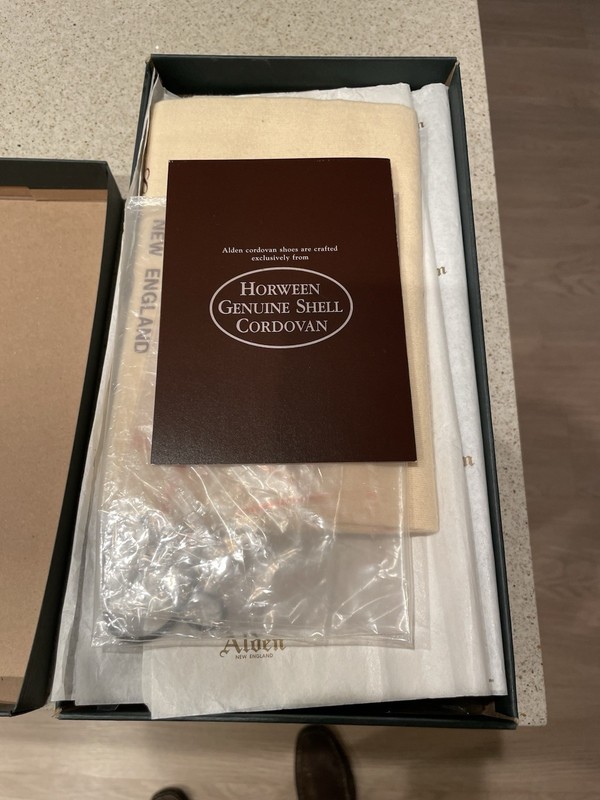 Alden cordovan shoes are crafted
exclusively from
HORWEEN
GENUINE SHELL
CORDOVAN
NEW ENGLAND
Alden
NEW ENGLAND